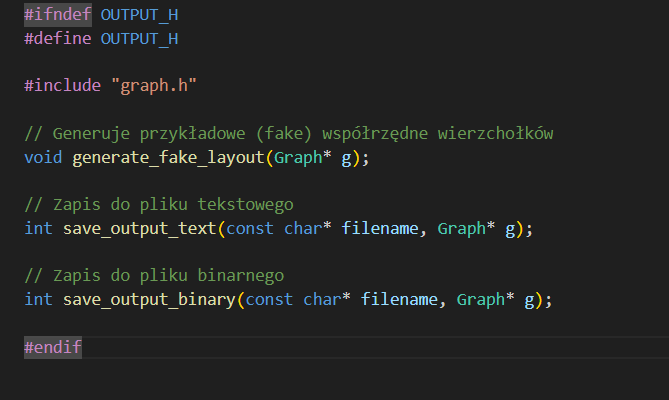 #ifndef OUTPUT_H
#define OUTPUT_H
#include "graph.h"
// Generuje przykładowe (fake) współrzędne wierzchołków
void generate_fake_layout(Graph* g);
// Zapis do pliku tekstowego
int save_output_text(const char* filename, Graph* g);
// Zapis do pliku binarnego
int save_output_binary(const char* filename, Graph* g);
#endif